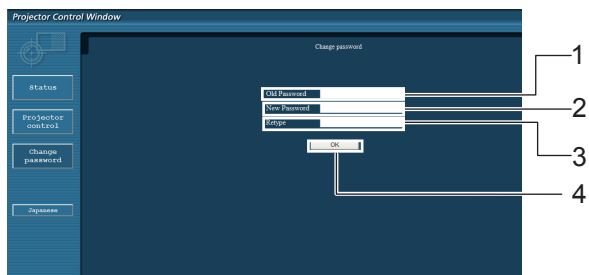 Projector Control Window
Change password
Status
Projector
control
Change
password
Japanese
Old Password
New Password
Retype
OK
1
2
3
4